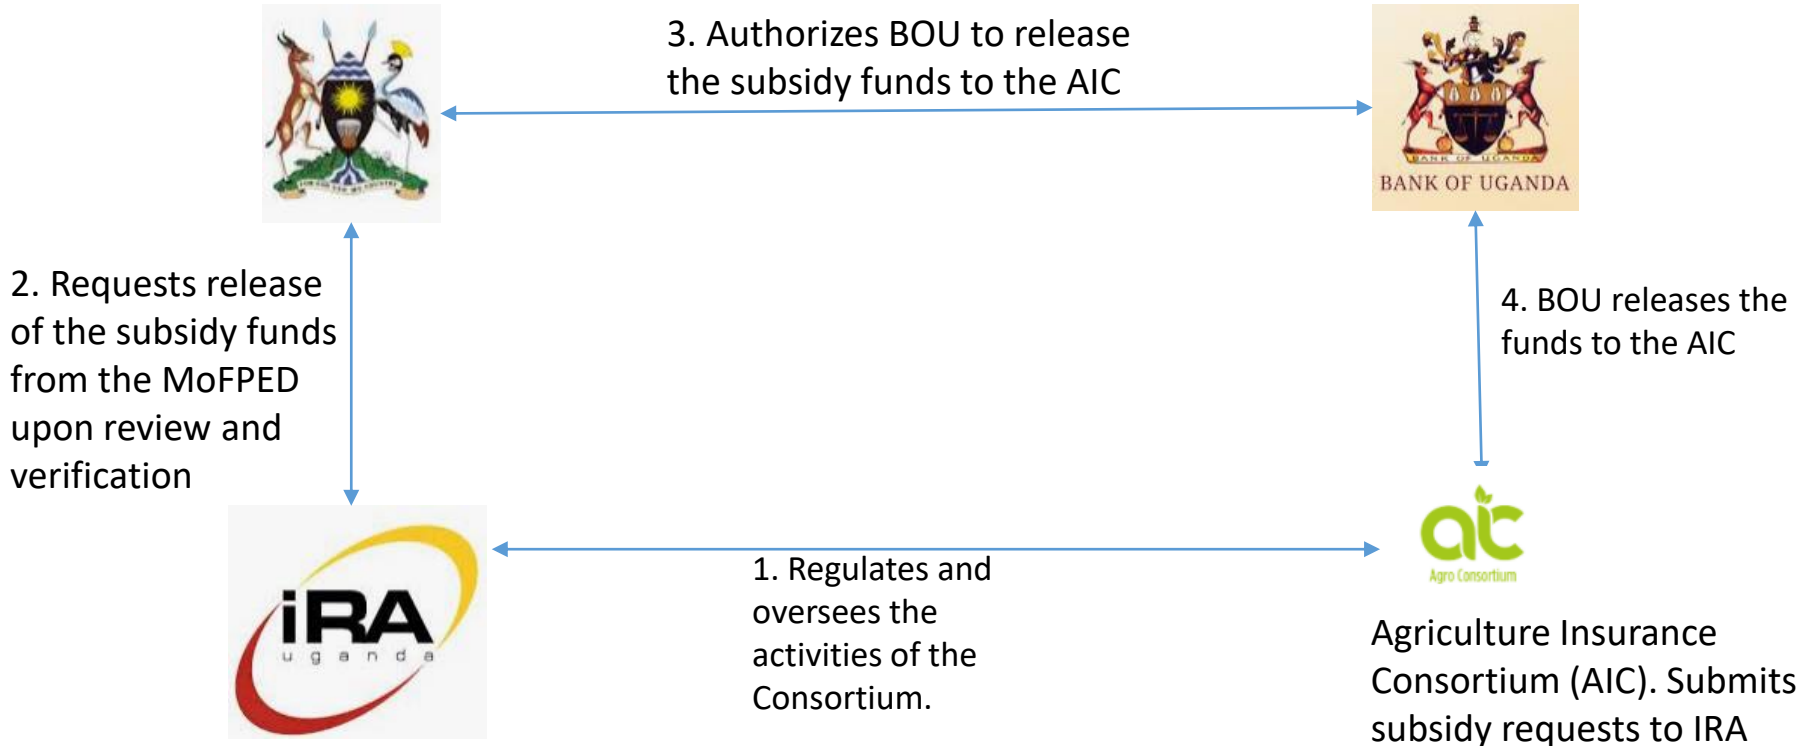 3. Authorizes BOU to release
the subsidy funds to the AIC
BANK OF UGANDA
BANK OF UGANDA
2. Requests release
of the subsidy funds
from the MoFPED
upon review and
verification
4. BOU releases the
funds to the AIC
iRA
uganda
1. Regulates and
oversees the
activities of the
Consortium.
aic
Agro Consortium
Agriculture Insurance
Consortium (AIC). Submits
subsidy requests to IRA